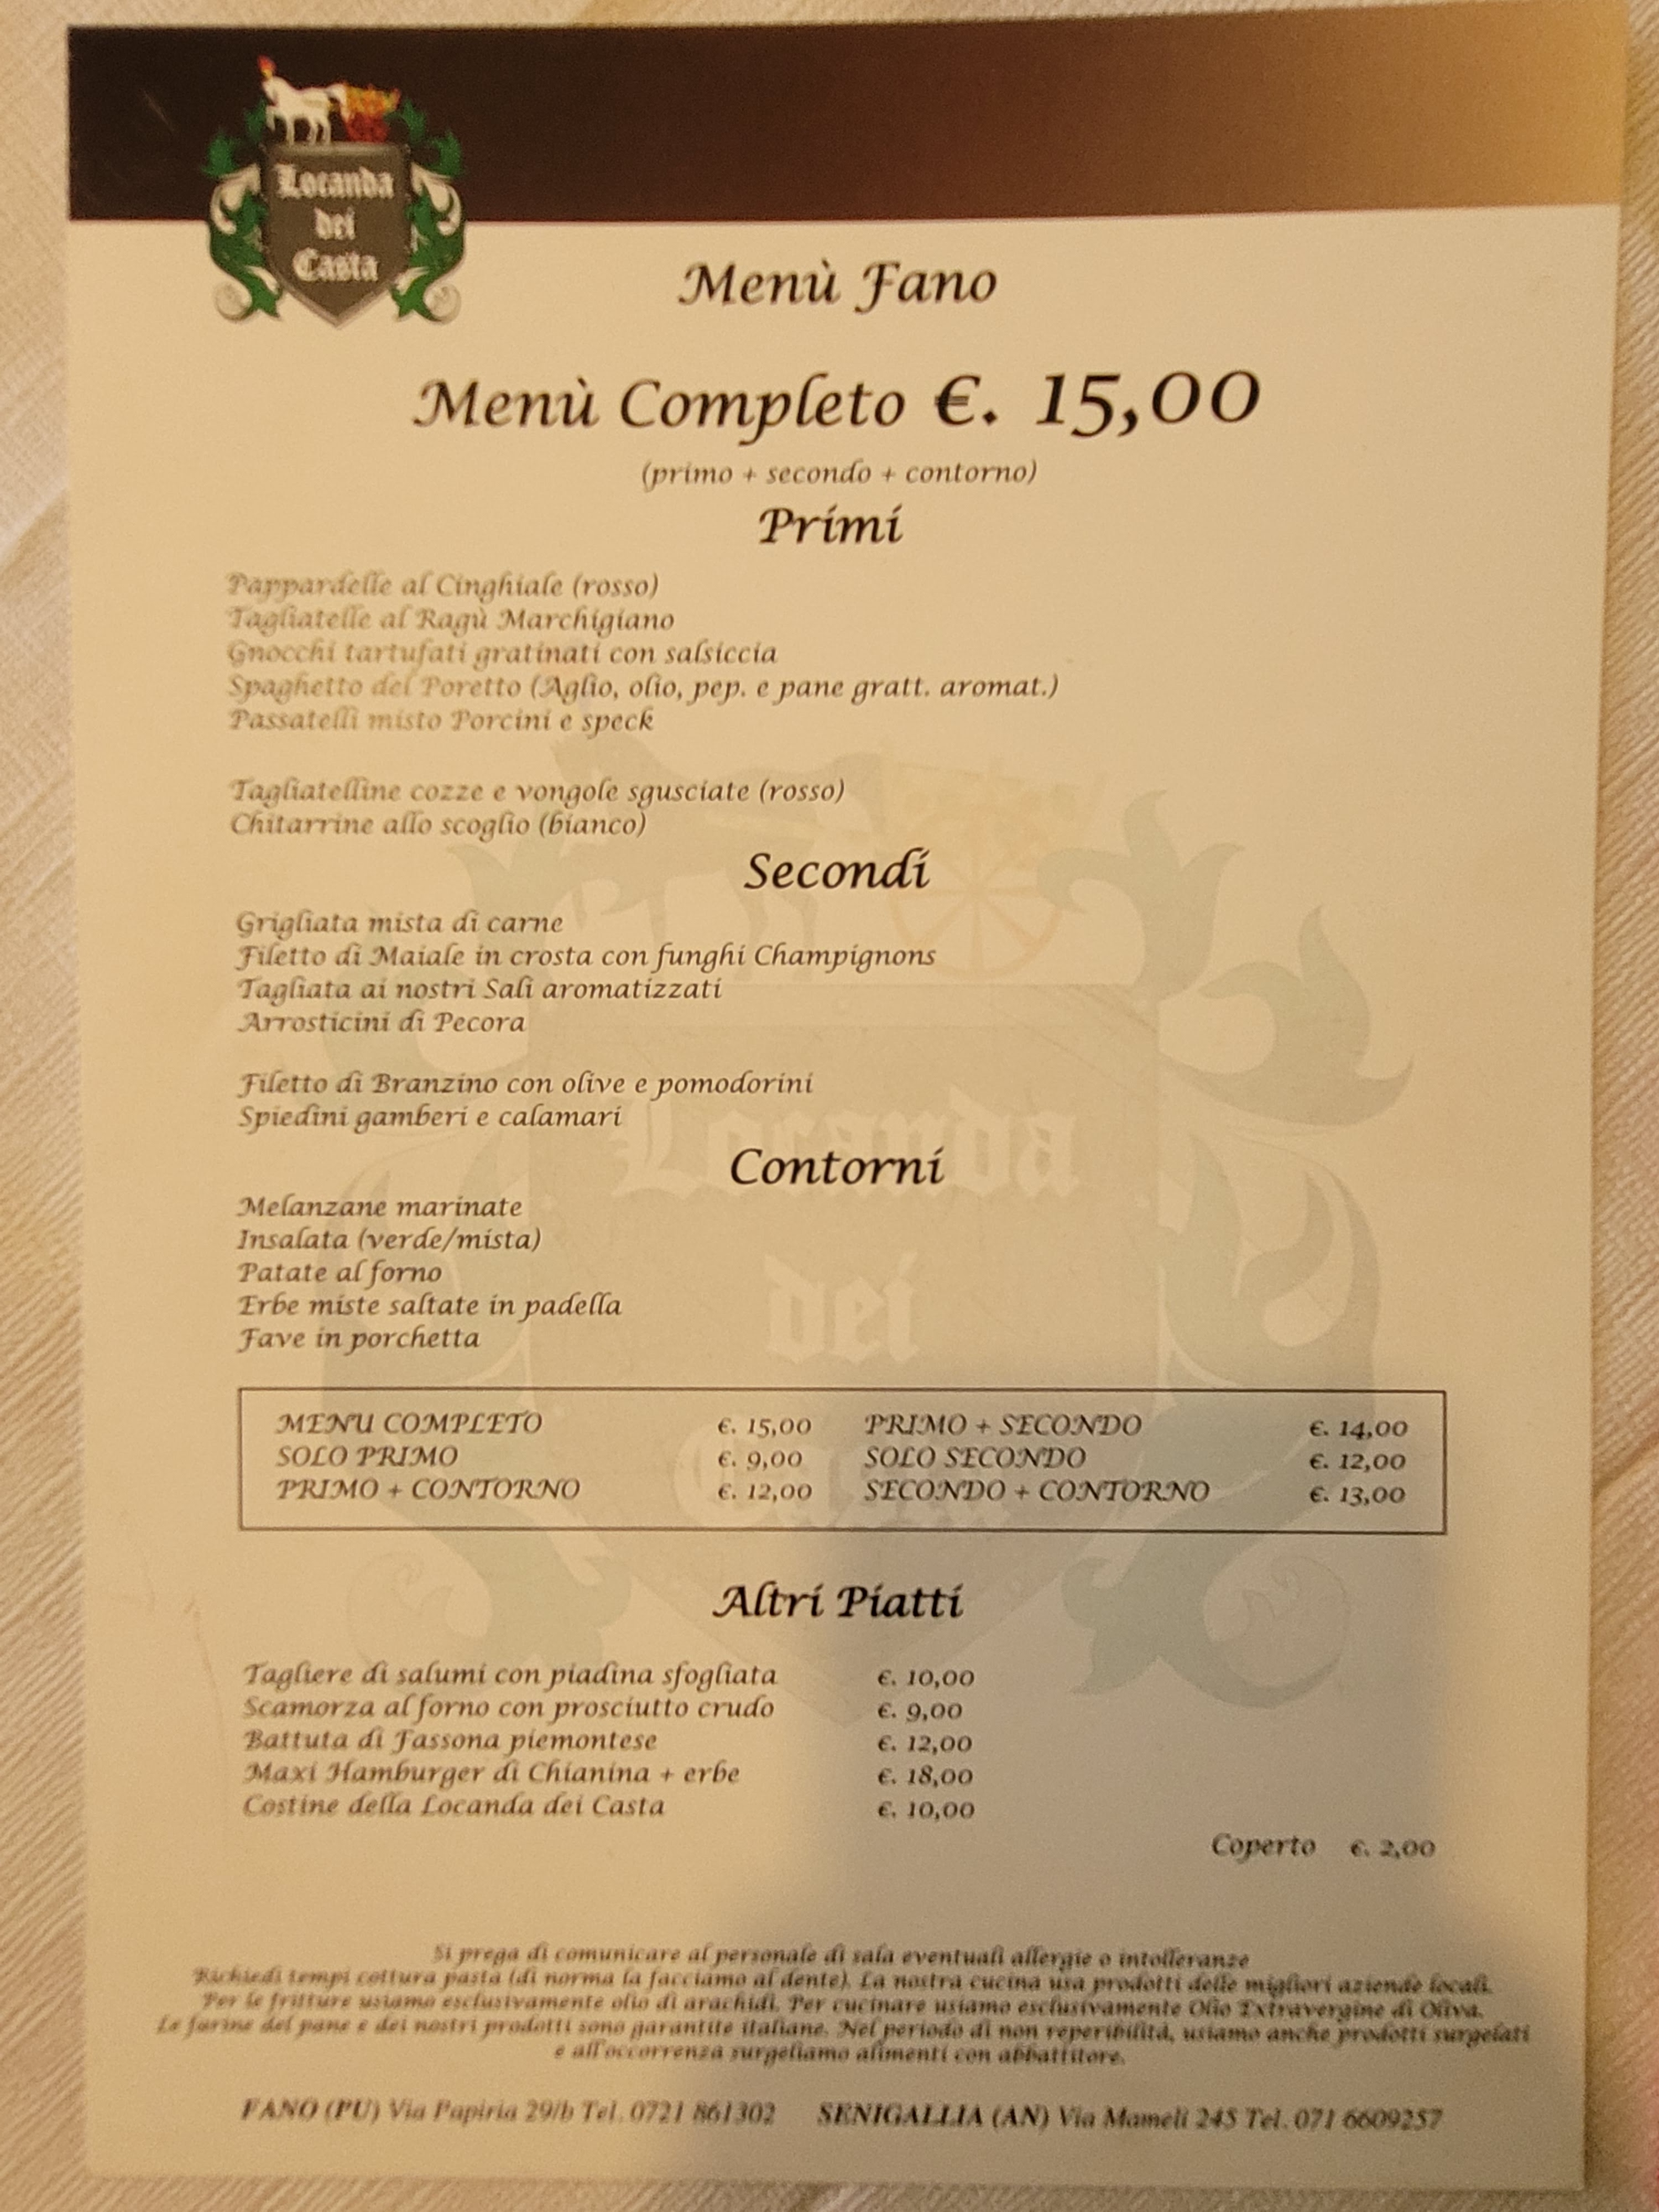 Locanda
dei
Casta
Menù Fano
Menù Completo €. 15,00
(primo + secondo + contorno)
Primi
Pappardelle al Cinghiale (rosso)
Tagliatelle al Ragù Marchigiano
Gnocchi tartufati gratinati con salsiccia
Spaghetto del Poretto (Aglio, olio, pep. e pane gratt. aromat.)
Passatelli misto Porcini e speck
Tagliatelline cozze e vongole sgusciate (rosso)
Chitarrine allo scoglio (bianco)
Secondi
Grigliata mista di carne
Filetto di Maiale in crosta con funghi Champignons
Tagliata ai nostri Sali aromatizzati
Arrosticini di Pecora
Filetto di Branzino con olive e pomodorini
Spiedini gamberi e calamari
Contorni
Melanzane marinate
Insalata (verde/mista)
Patate al forno
Erbe miste saltate in padella
Fave in porchetta
MENU COMPLETO €. 15,00 PRIMO + SECONDO €. 14,00
SOLO PRIMO €. 9,00 SOLO SECONDO €. 12,00
PRIMO + CONTORNO €. 12,00 SECONDO + CONTORNO €. 13,00
Altri Piatti
Tagliere di salumi con piadina sfogliata €. 10,00
Scamorza al forno con prosciutto crudo €. 9,00
Battuta di Fassona piemontese €. 12,00
Maxi Hamburger di Chianina + erbe €. 18,00
Costine della Locanda dei Casta €. 10,00
Coperto €. 2,00
Si prega di comunicare al personale di sala eventuali allergie o intolleranze
Richiedi tempi cottura pasta (di norma la facciamo al dente). La nostra cucina usa prodotti delle migliori aziende locali.
Per le fritture usiamo esclusivamente olio di arachidi. Per cucinare usiamo esclusivamente Olio Extravergine di Oliva.
Le farine del pane e dei nostri prodotti sono garantite italiane. Nel periodo di non reperibilità, usiamo anche prodotti surgelati
e all'occorrenza surgeliamo alimenti con abbattitore.
FANO (PU) Via Papiria 29/b Tel. 0721 861302 SENIGALLIA (AN) Via Mameli 245 Tel. 071 6609257